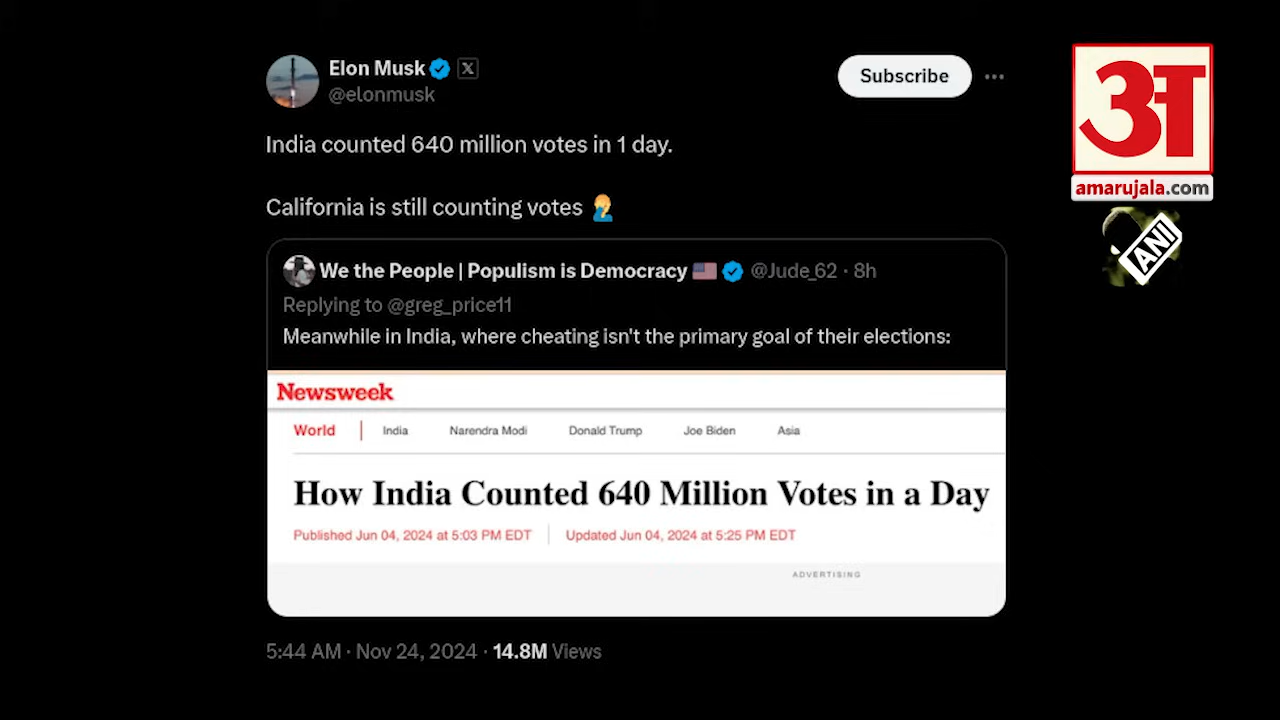 Elon Musk
@elonmusk
Subscribe
India counted 640 million votes in 1 day.
California is still counting votes 🤦‍♂️
We the People | Populism is Democracy 🇺🇸 @Jude_62 · 8h
Replying to @greg_price11
Meanwhile in India, where cheating isn't the primary goal of their elections:
Newsweek
World | India Narendra Modi Donald Trump Joe Biden Asia
How India Counted 640 Million Votes in a Day
Published Jun 04, 2024 at 5:03 PM EDT | Updated Jun 04, 2024 at 5:25 PM EDT
ADVERTISING
5:44 AM · Nov 24, 2024 · 14.8M Views
अ
amarujala.com
ANI